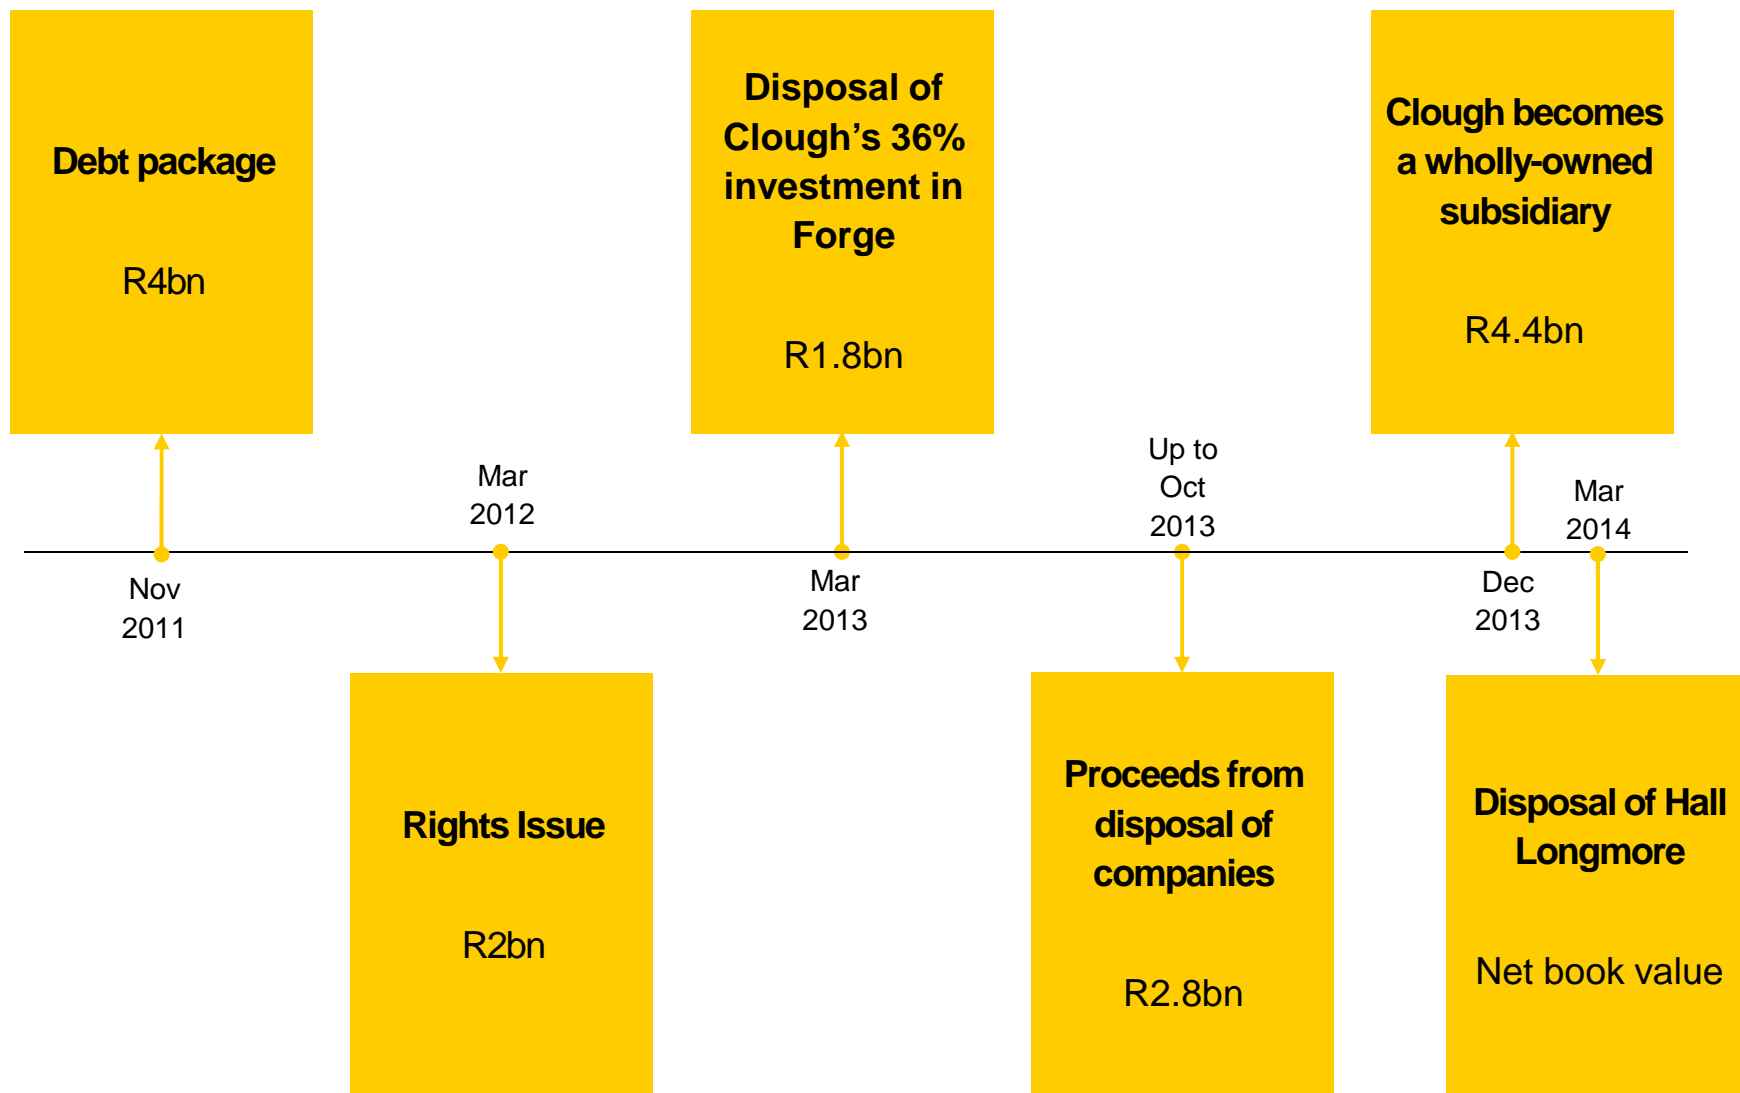 Debt package
R4bn
Disposal of
Clough’s 36%
investment in
Forge
R1.8bn
Clough becomes
a wholly-owned
subsidiary
R4.4bn
Nov
2011
Mar
2012
Mar
2013
Up to
Oct
2013
Dec
2013
Mar
2014
Rights Issue
R2bn
Proceeds from
disposal of
companies
R2.8bn
Disposal of Hall
Longmore
Net book value